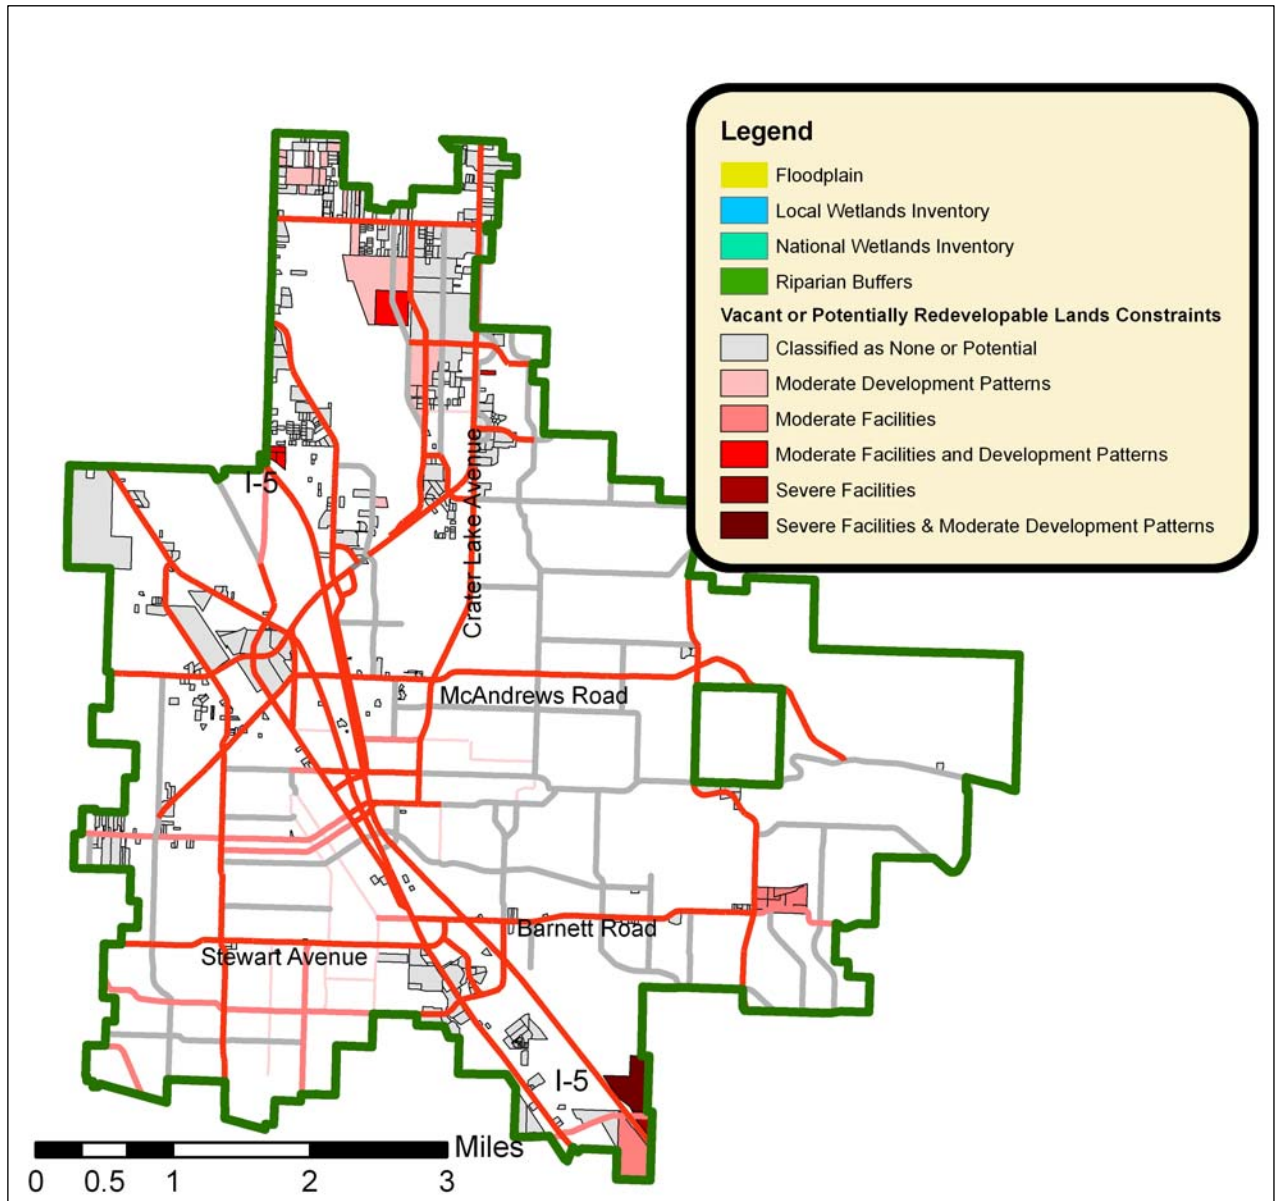 Legend
Floodplain
Local Wetlands Inventory
National Wetlands Inventory
Riparian Buffers
Vacant or Potentially Redevelopable Lands Constraints
Classified as None or Potential
Moderate Development Patterns
Moderate Facilities
Moderate Facilities and Development Patterns
Severe Facilities
Severe Facilities & Moderate Development Patterns
I-5
Crater Lake Avenue
McAndrews Road
Barnett Road
Stewart Avenue
I-5
Miles
0 0.5 1 2 3